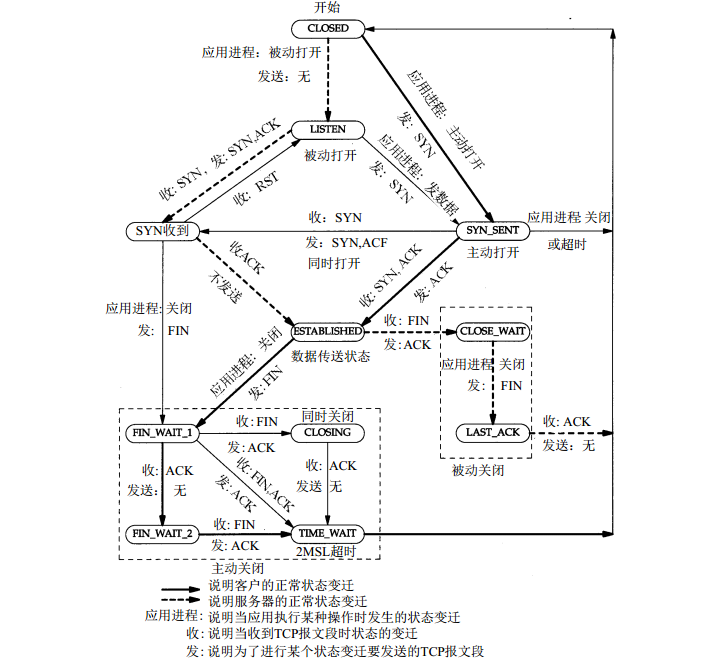 开始
CLOSED
应用进程：被动打开
发送：无
应用进程：主动打开
发：SYN
LISTEN
被动打开
收：SYN，发：SYN,ACK
收：RST
应用进程：发数据
发：SYN
SYN收到
收：SYN
发：SYN,ACF
同时打开
SYN_SENT
主动打开
应用进程:关闭
或超时
收ACK
不发送
收：SYN, ACK
发：ACK
应用进程:关闭
发： FIN
ESTABLISHED
数据传送状态
收：FIN
发:ACK
CLOSE_WAIT
应用进程 关闭
发： FIN
应用进程：关闭
发:FIN
LAST_ACK
被动关闭
收: ACK
发送：无
同时关闭
FIN_WAIT_1
收:FIN
发:ACK
CLOSING
收: ACK
发送： 无
收: FIN,ACK
发: ACK
收: ACK
发送 无
FIN_WAIT_2
收: FIN
发: ACK
TIME_WAIT
2MSL超时
主动关闭
说明客户的正常状态变迁
说明服务器的正常状态变迁
应用进程: 说明当应用执行某种操作时发生的状态变迁
收: 说明当收到TCP报文段时状态的变迁
发: 说明为了进行某个状态变迁要发送的TCP报文段